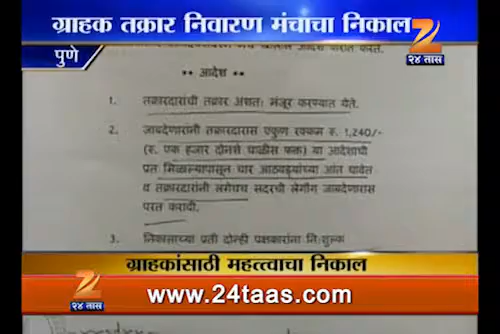 ग्राहक तक्रार निवारण मंचाचा निकाल
२४ तास
पुणे
** आदेश **
1. तक्रारदारांची तक्रार अंशतः मंजूर करण्यात येते.
2. जाबदेणारांनी तक्रारदारास एकुण रक्कम रु. 1,240/-
(रु. एक हजार दोनसे चाळीस फक्त) या आदेशाची
प्रत मिळाल्यापासून चार आठवड्यांच्या आंत द्यावेत
व तक्रारदारांनी लगेचच सदरची लेगींग जाबदेणारास
परत करावी.
3. निकालाच्या प्रती दोन्ही पक्षकारांना नि:शुल्क
ग्राहकांसाठी महत्त्वाचा निकाल
२४ तास
www.24taas.com